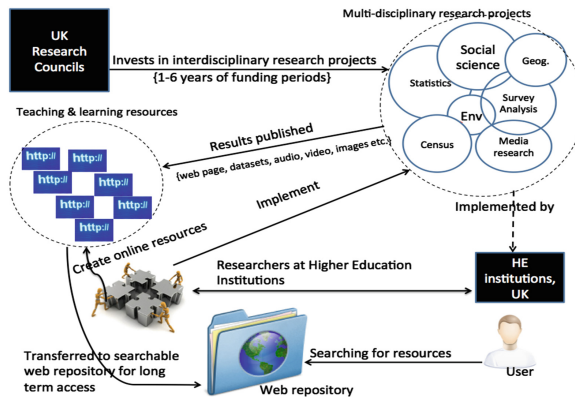 Multi-disciplinary research projects
UK
Research
Councils
Invests in interdisciplinary research projects
{1-6 years of funding periods}
Social
science
Geog.
Statistics
Survey
Analysis
Env
Census
Media
research
Teaching & learning resources
http://
http://
http://
http://
http://
http://
http://
Results published
{web page, datasets, audio, video, images etc.}
Implement
Implemented by
Create online resources
Researchers at Higher Education
Institutions
HE
institutions,
UK
Transferred to searchable
web repository for long
term access
Searching for resources
User
Web repository